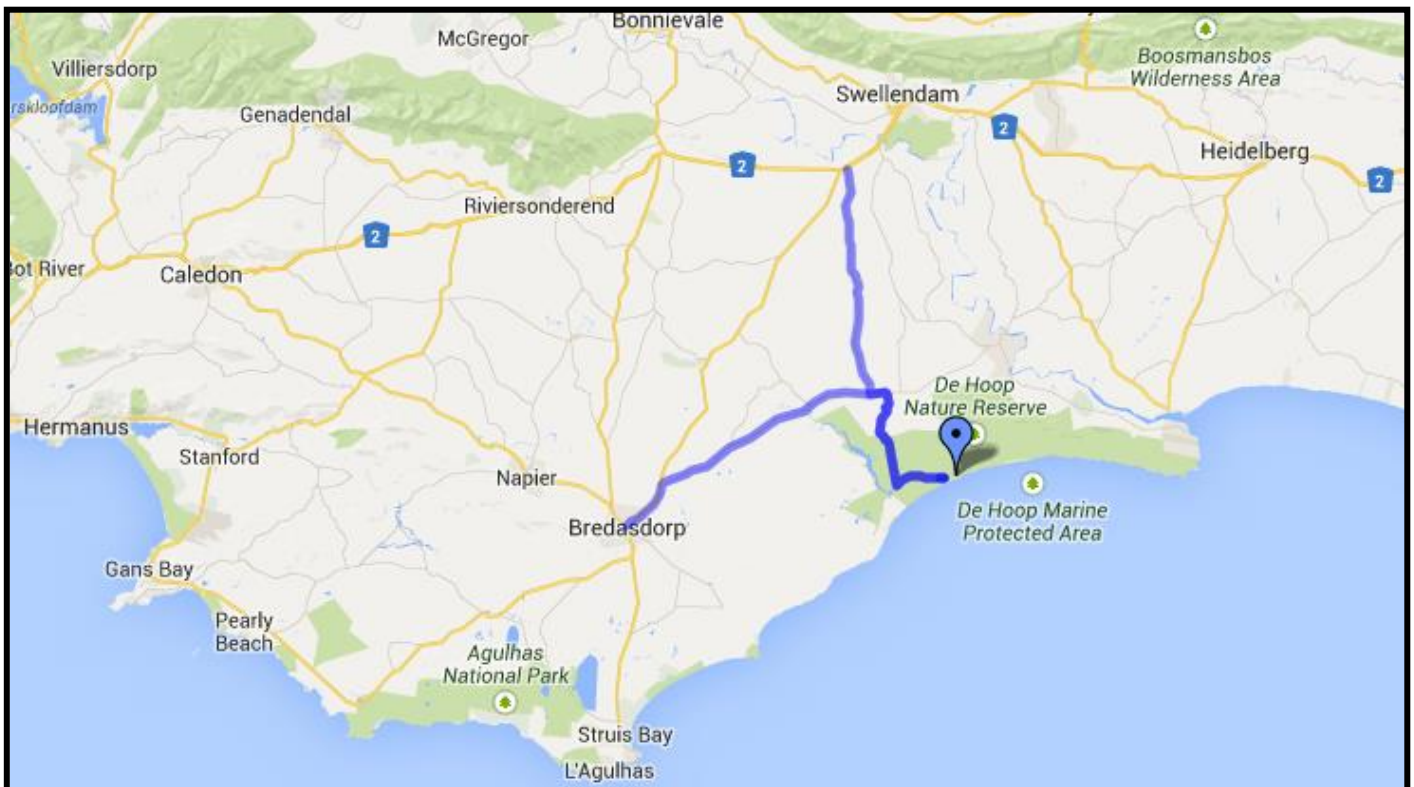 Bonnievale
McGregor
Boosmansbos
Wilderness Area
Villiersdorp
rskloofdam
Swellendam
Genadendal
2
2
Heidelberg
2
Riviersonderend
2
Bot River
Caledon
De Hoop
Nature Reserve
Hermanus
Stanford
Napier
De Hoop Marine
Protected Area
Bredasdorp
Gans Bay
Pearly
Beach
Agulhas
National Park
Struis Bay
L'Agulhas